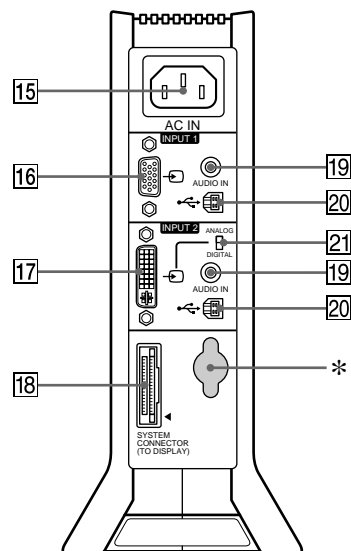 15
AC IN
INPUT 1
16
19
AUDIO IN
20
INPUT 2
ANALOG
21
DIGITAL
17
19
AUDIO IN
20
*
18
SYSTEM
CONNECTOR
(TO DISPLAY)